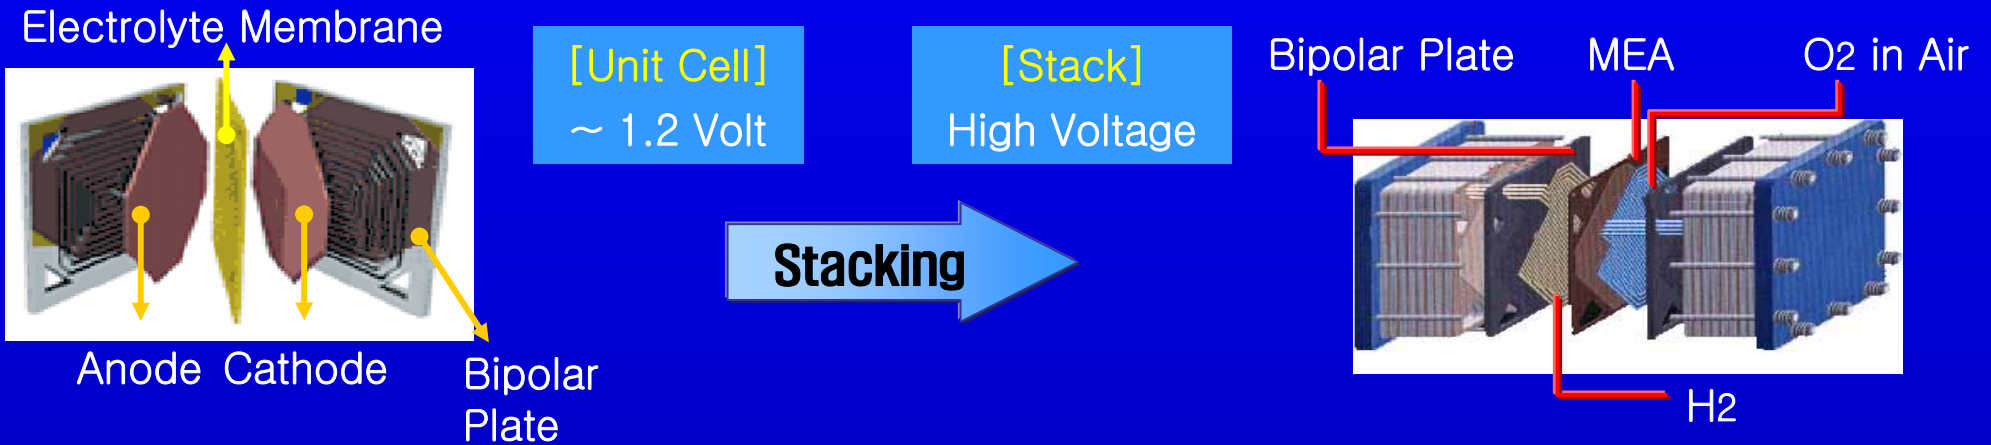 Electrolyte Membrane
[Unit Cell]
~ 1.2 Volt
[Stack]
High Voltage
Bipolar Plate
MEA
O2 in Air
Stacking
Anode
Cathode
Bipolar
Plate
H2